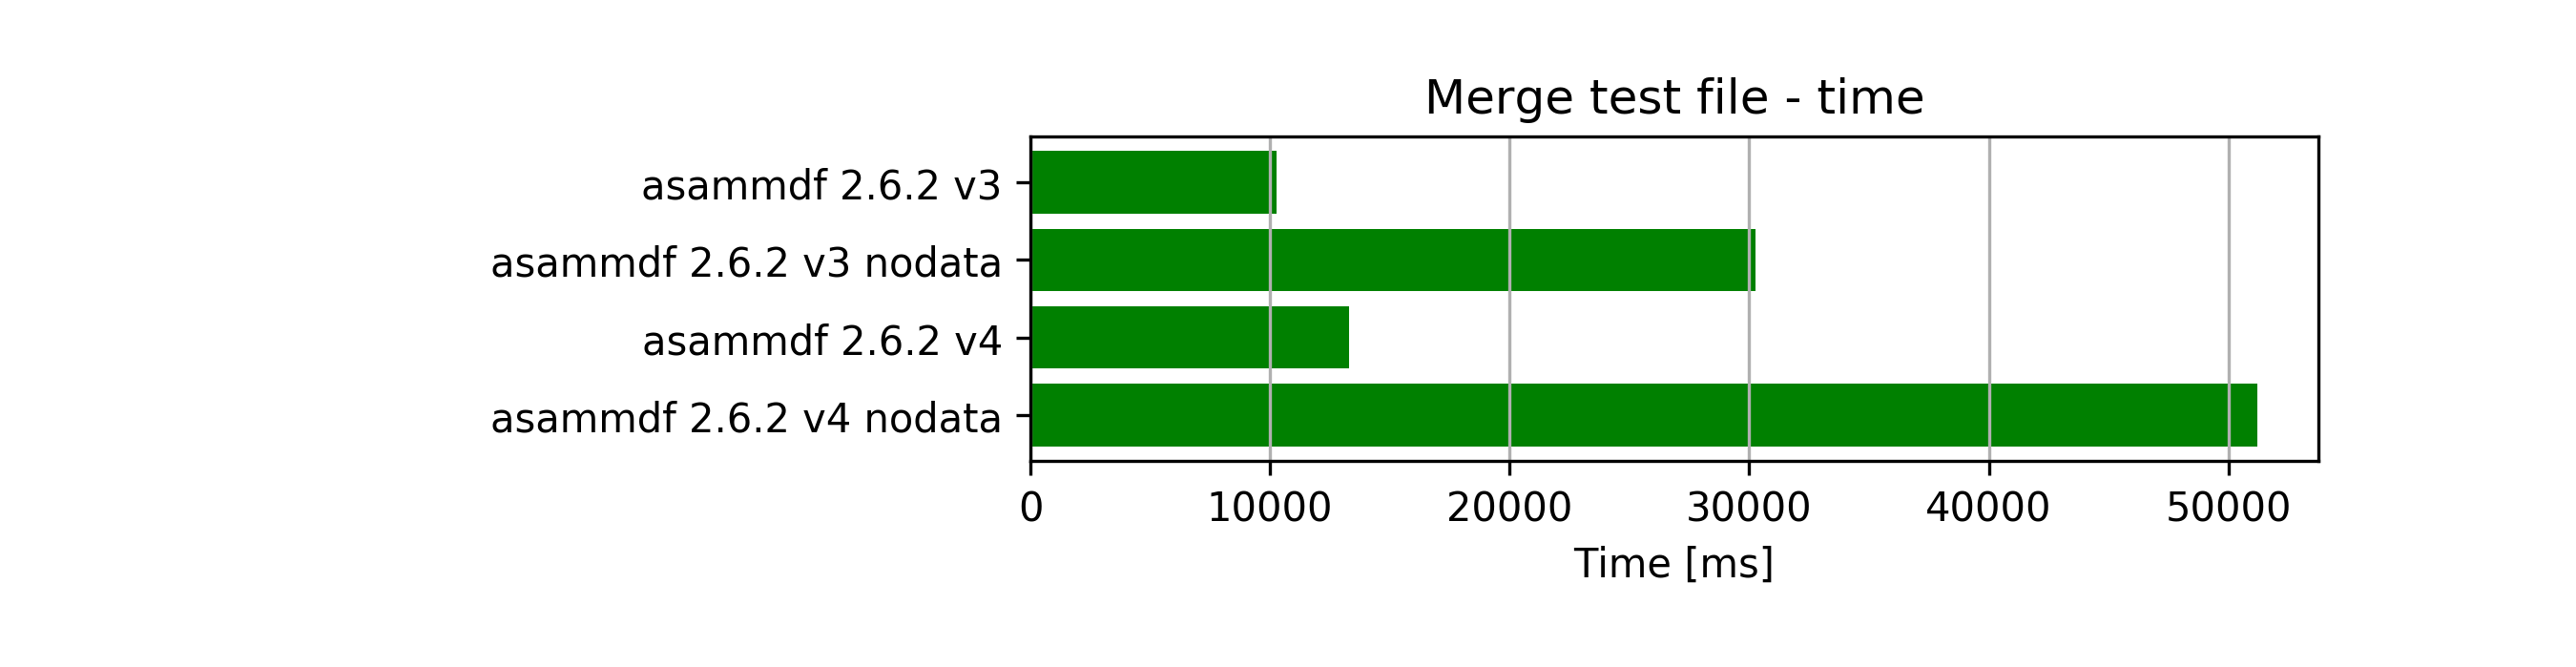 Merge test file - time
asammdf 2.6.2 v3
asammdf 2.6.2 v3 nodata
asammdf 2.6.2 v4
asammdf 2.6.2 v4 nodata
0 10000 20000 30000 40000 50000
Time [ms]